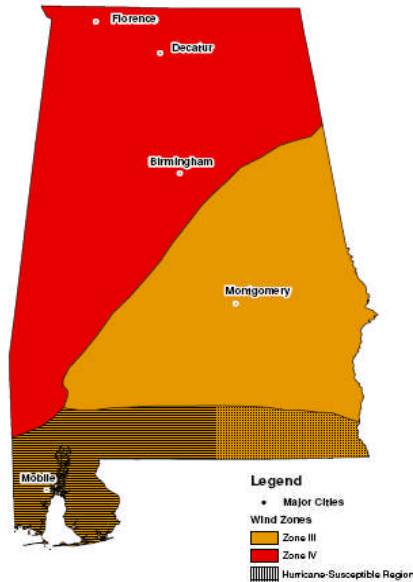 Florence
Decatur
Birmingham
Montgomery
Mobile
Legend
Major Cities
Wind Zones
Zone III
Zone IV
Hurricane-Susceptible Region